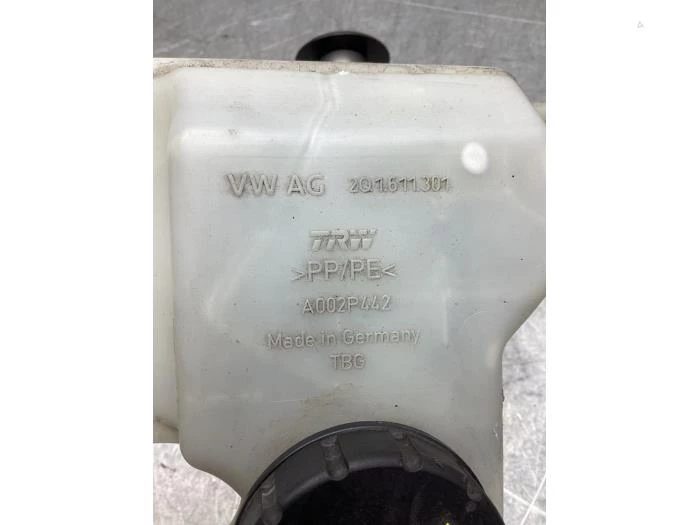 VW AG 2Q1.611.301
TRW
>PP/PE<
A002P442
Made in Germany
TBG